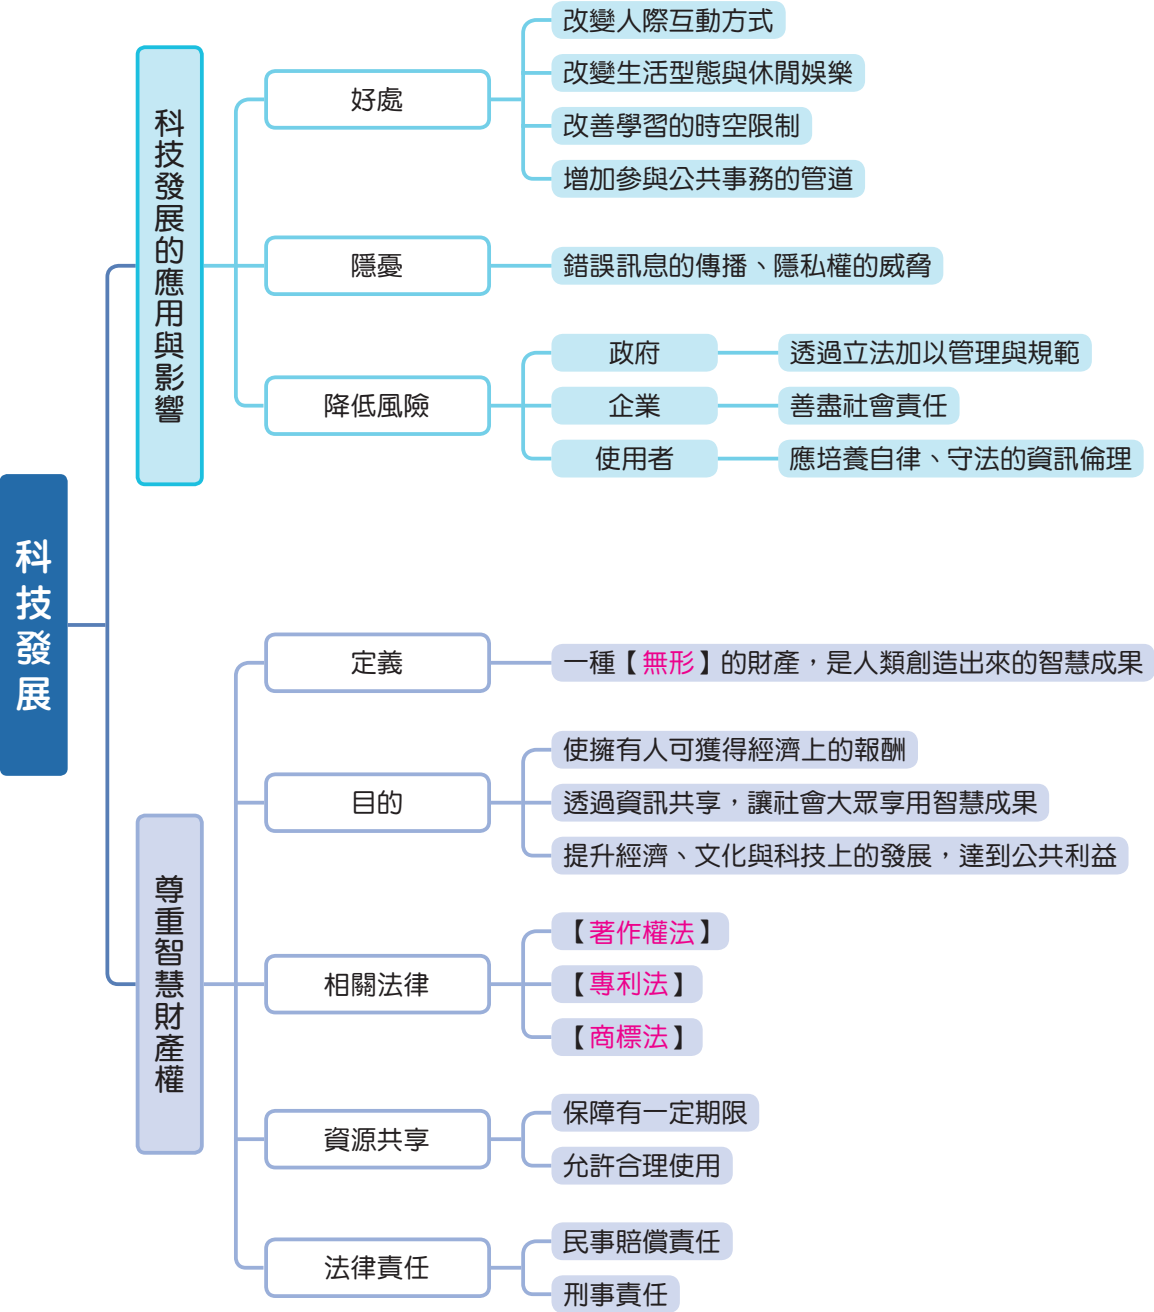 科技發展
科技發展的應用與影響
好處
改變人際互動方式
改變生活型態與休閒娛樂
改善學習的時空限制
增加參與公共事務的管道
隱憂
錯誤訊息的傳播、隱私權的威脅
降低風險
政府
透過立法加以管理與規範
企業
善盡社會責任
使用者
應培養自律、守法的資訊倫理
尊重智慧財產權
定義
一種【無形】的財產，是人類創造出來的智慧成果
目的
使擁有人可獲得經濟上的報酬
透過資訊共享，讓社會大眾享用智慧成果
提升經濟、文化與科技上的發展，達到公共利益
相關法律
【著作權法】
【專利法】
【商標法】
資源共享
保障有一定期限
允許合理使用
法律責任
民事賠償責任
刑事責任